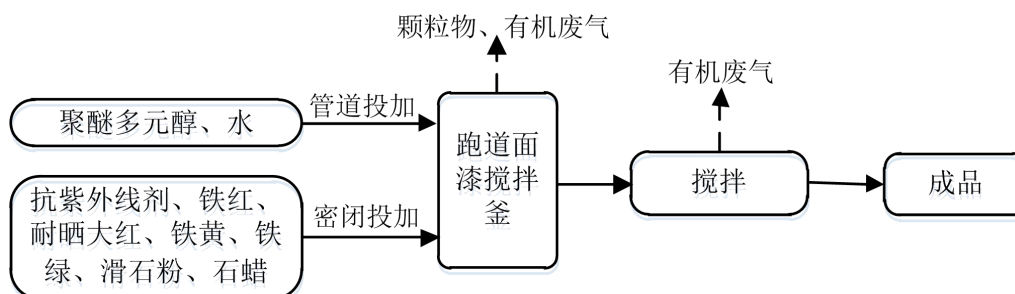 颗粒物、有机废气
有机废气
聚醚多元醇、水
管道投加
跑道面
漆搅拌
釜
搅拌
成品
抗紫外线剂、铁红、
耐晒大红、铁黄、铁
绿、滑石粉、石蜡
密闭投加